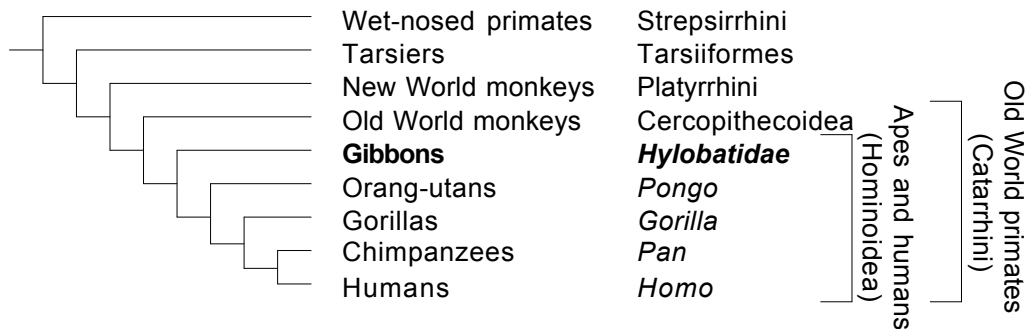 Wet-nosed primates Strepsirrhini
Tarsiers Tarsiiformes
New World monkeys Platyrrhini
Old World monkeys Cercopithecoidea
Gibbons Hylobatidae
Orang-utans Pongo
Gorillas Gorilla
Chimpanzees Pan
Humans Homo
Apes and humans
(Hominoidea)
Old World primates
(Catarrhini)